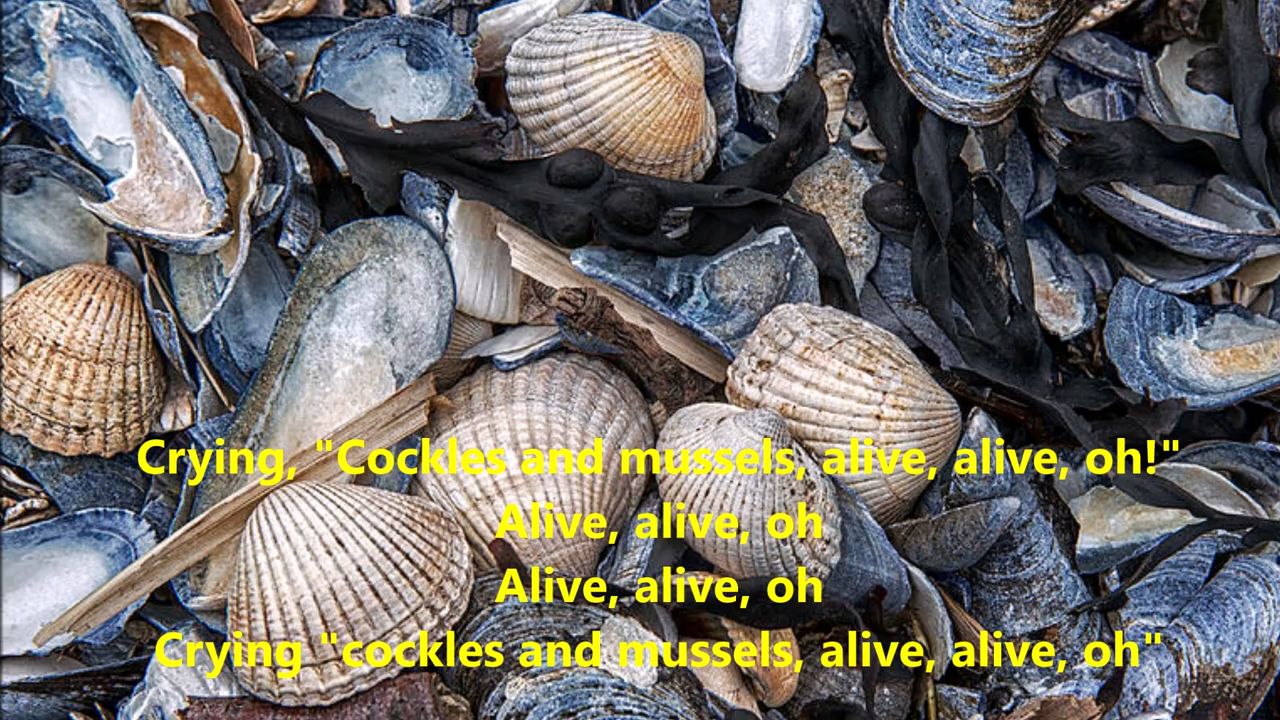 Crying, "Cockles and mussels, alive, alive, oh!"
Alive, alive, oh
Alive, alive, oh
Crying "cockles and mussels, alive, alive, oh"